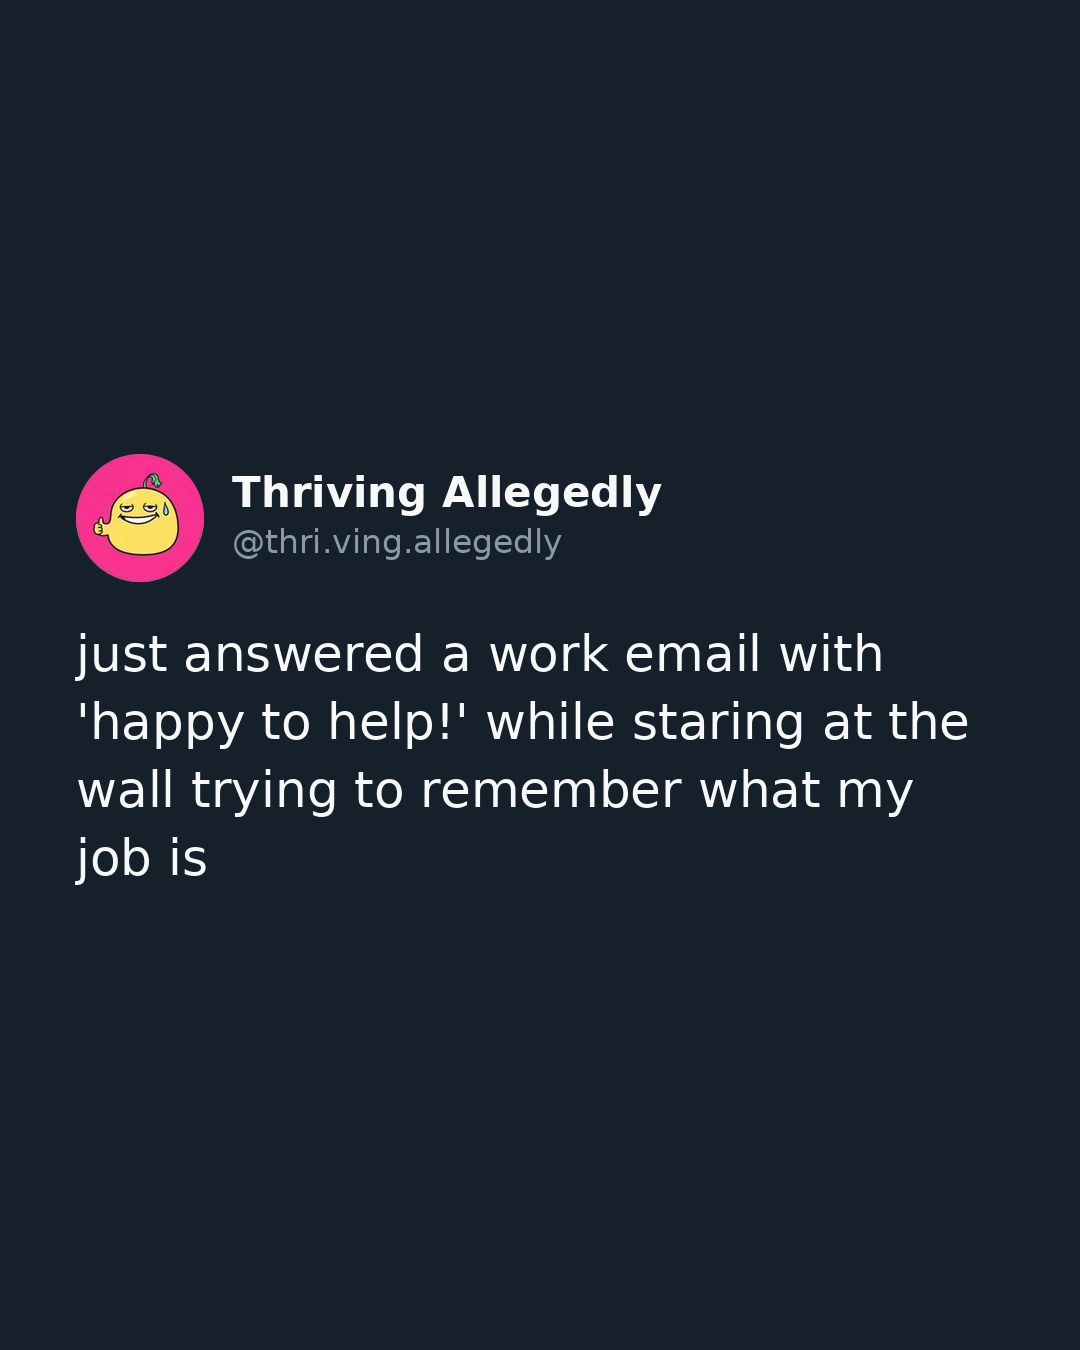 Thriving Allegedly
@thri.ving.allegedly
just answered a work email with
'happy to help!' while staring at the
wall trying to remember what my
job is